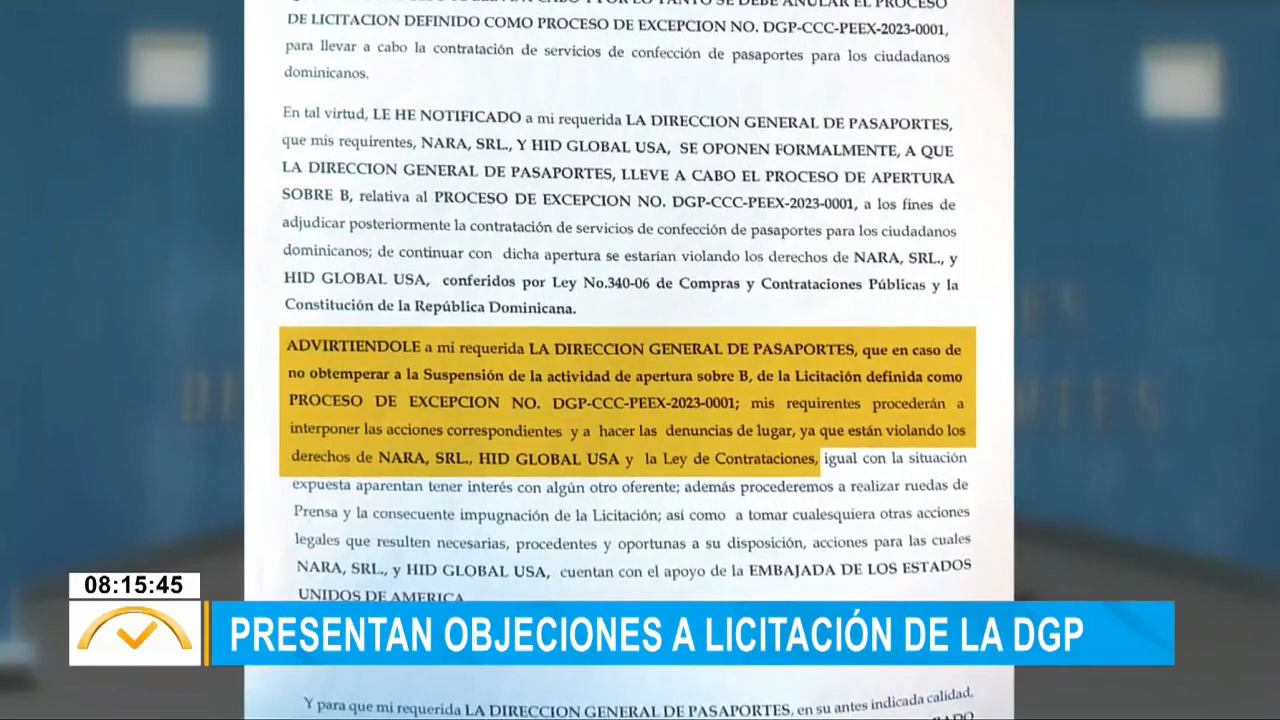 DE LICITACION DEFINIDO COMO PROCESO DE EXCEPCION NO. DGP-CCC-PEEX-2023-0001,
para llevar a cabo la contratación de servicios de confección de pasaportes para los ciudadanos
dominicanos.
En tal virtud, LE HE NOTIFICADO a mi requerida LA DIRECCION GENERAL DE PASAPORTES,
que mis requirentes, NARA, SRL., Y HID GLOBAL USA, SE OPONEN FORMALMENTE, A QUE
LA DIRECCION GENERAL DE PASAPORTES, LLEVE A CABO EL PROCESO DE APERTURA
SOBRE B, relativa al PROCESO DE EXCEPCION NO. DGP-CCC-PEEX-2023-0001, a los fines de
adjudicar posteriormente la contratación de servicios de confección de pasaportes para los ciudadanos
dominicanos; de continuar con dicha apertura se estarían violando los derechos de NARA, SRL., y
HID GLOBAL USA, conferidos por Ley No.340-06 de Compras y Contrataciones Públicas y la
Constitución de la República Dominicana.
ADVIRTIENDOLE a mi requerida LA DIRECCION GENERAL DE PASAPORTES, que en caso de
no obtemperar a la Suspensión de la actividad de apertura sobre B, de la Licitación definida como
PROCESO DE EXCEPCION NO. DGP-CCC-PEEX-2023-0001; mis requirentes procederán a
interponer las acciones correspondientes y a hacer las denuncias de lugar, ya que están violando los
derechos de NARA, SRL., HID GLOBAL USA y la Ley de Contrataciones, igual con la situación
expuesta aparentan tener interés con algún otro oferente; además procederemos a realizar ruedas de
Prensa y la consecuente impugnación de la Licitación; así como a tomar cualesquiera otras acciones
legales que resulten necesarias, procedentes y oportunas a su disposición, acciones para las cuales
NARA, SRL., y HID GLOBAL USA, cuentan con el apoyo de la EMBAJADA DE LOS ESTADOS
UNIDOS DE AMERICA
08:15:45
PRESENTAN OBJECIONES A LICITACIÓN DE LA DGP
Y para que mi requerida LA DIRECCION GENERAL DE PASAPORTES, en su antes indicada calidad,